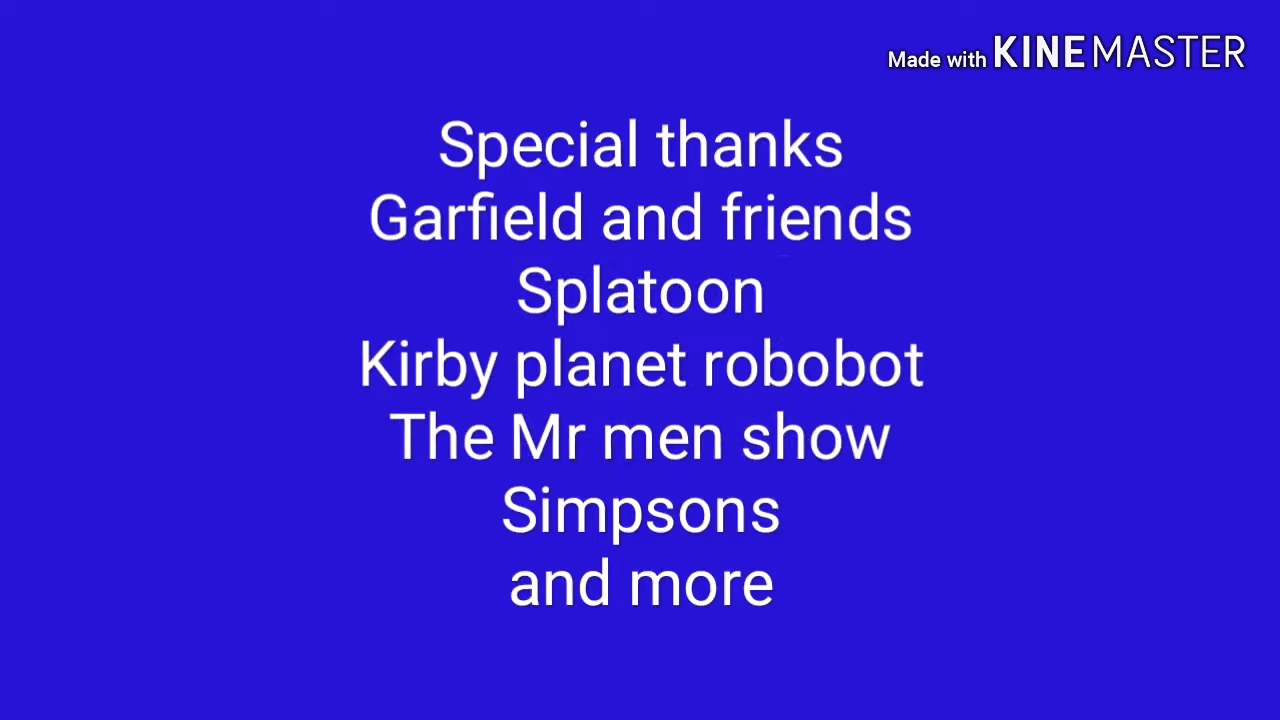 Made with KINEMASTER
Special thanks
Garfield and friends
Splatoon
Kirby planet robobot
The Mr men show
Simpsons
and more